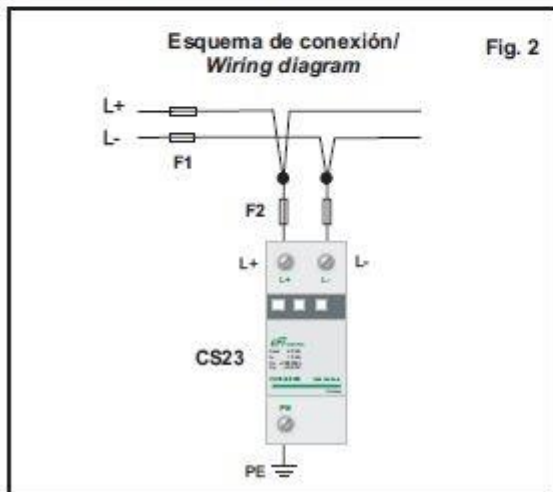 Esquema de conexión/
Wiring diagram
Fig. 2
L+
L-
F1
F2
L+
L-
L+
L-
CS23
PE
PE